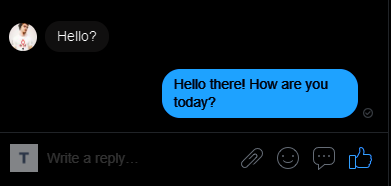 Hello?
Hello there! How are you
today?
T
Write a reply...